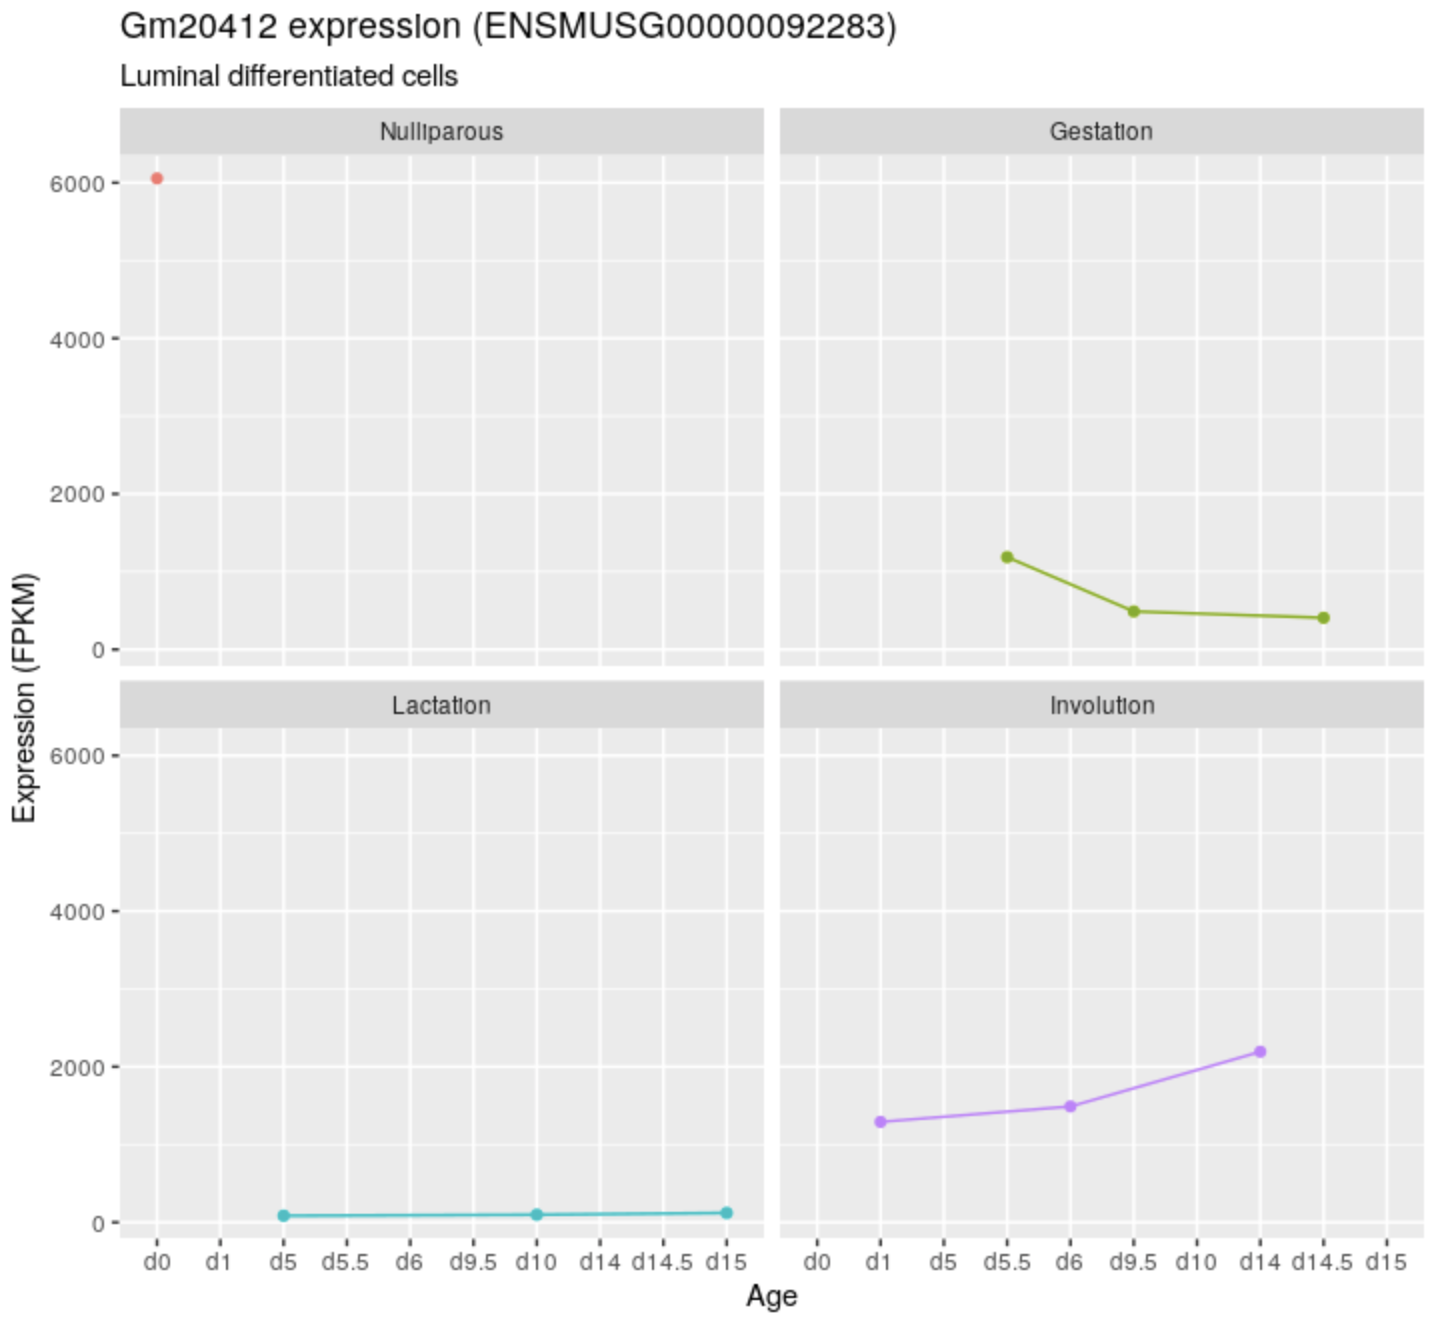 Gm20412 expression (ENSMUSG00000092283)
Luminal differentiated cells
Nulliparous
Gestation
6000
4000
2000
0
Expression (FPKM)
Lactation
Involution
6000
4000
2000
0
d0 d1 d5 d5.5 d6 d9.5 d10 d14 d14.5 d15
d0 d1 d5 d5.5 d6 d9.5 d10 d14 d14.5 d15
Age